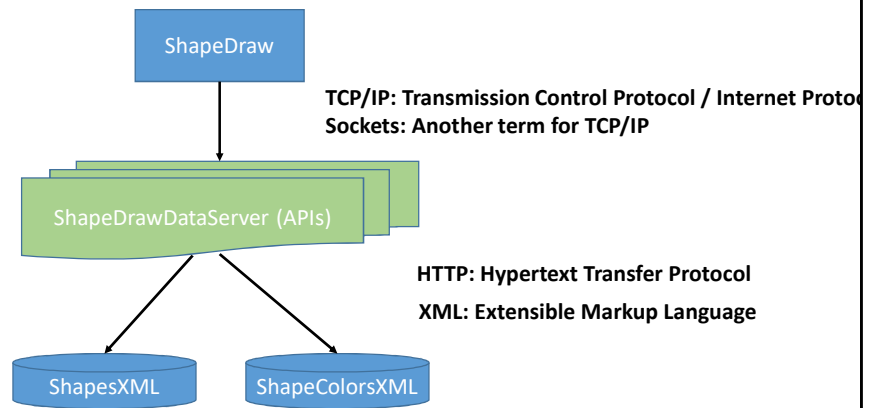 ShapeDraw
TCP/IP: Transmission Control Protocol / Internet Protoc
Sockets: Another term for TCP/IP
ShapeDrawDataServer (APIs)
HTTP: Hypertext Transfer Protocol
XML: Extensible Markup Language
ShapesXML
ShapeColorsXML